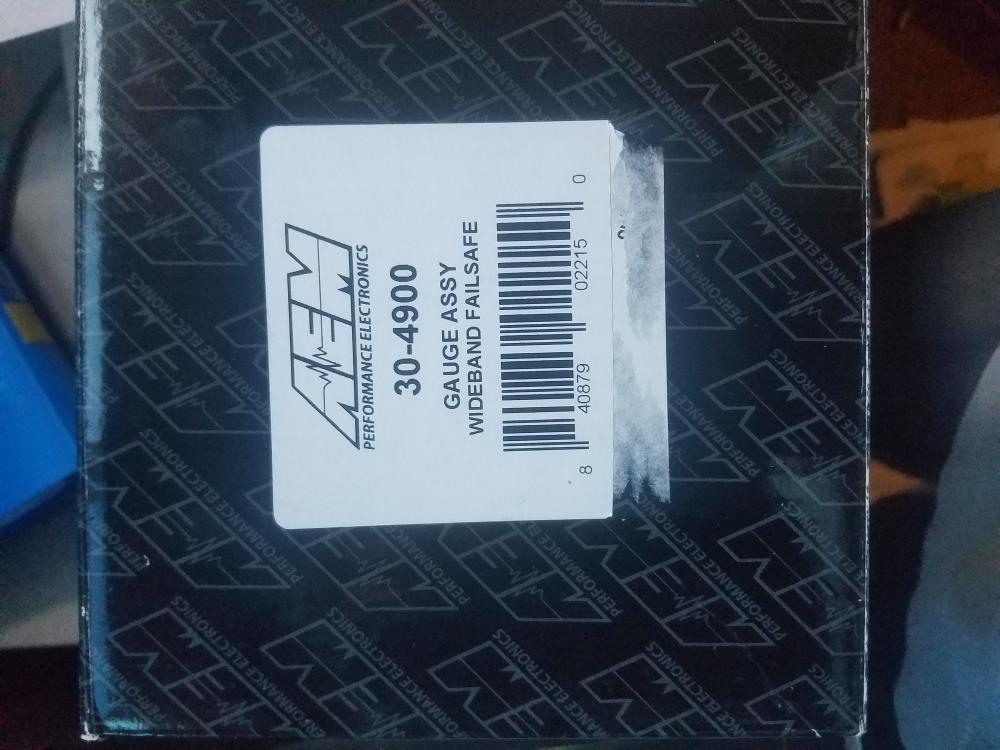 AEM
PERFORMANCE ELECTRONICS
30-4900
GAUGE ASSY
WIDEBAND FAILSAFE
8 40879 02215 0